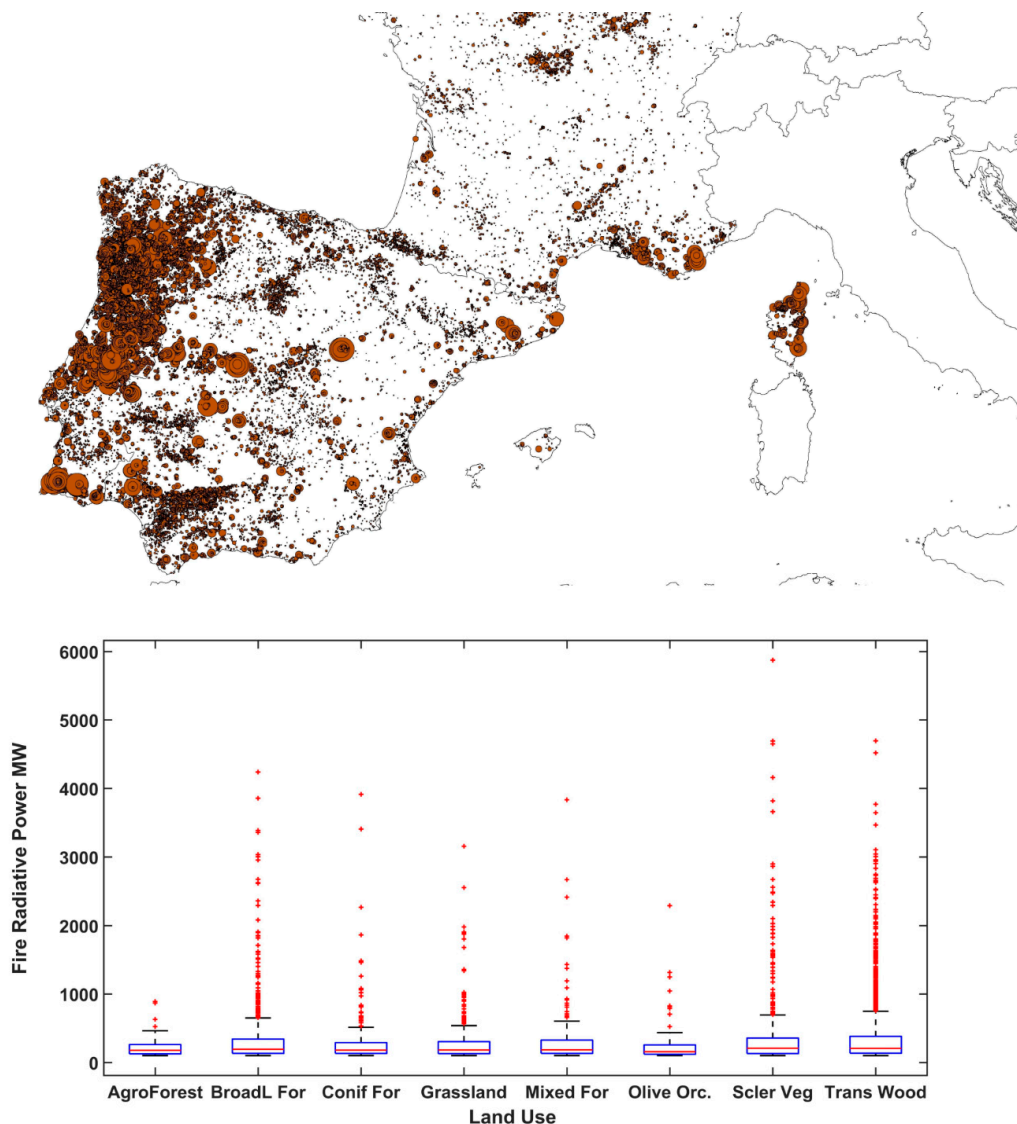 6000
5000
4000
3000
2000
1000
0
Fire Radiative Power MW
AgroForest BroadL For Conif For Grassland Mixed For Olive Orc. Scler Veg Trans Wood
Land Use